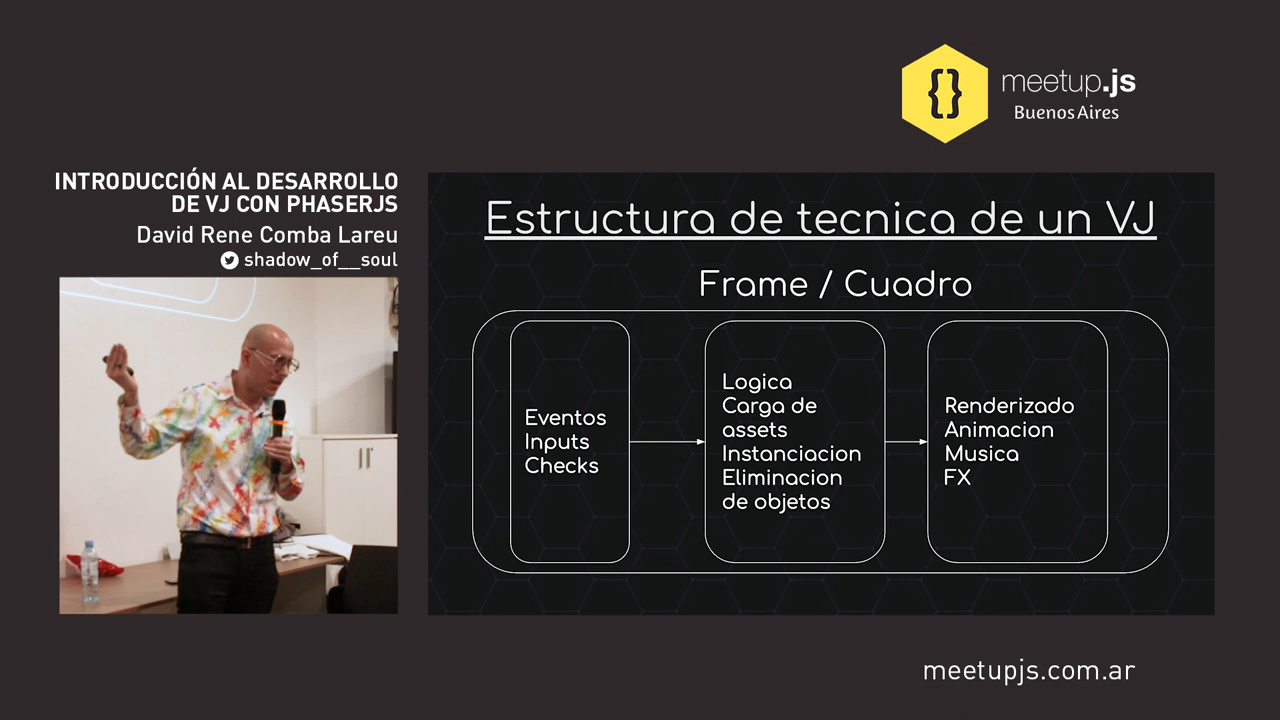 {} meetup.js
Buenos Aires
INTRODUCCIÓN AL DESARROLLO
DE VJ CON PHASERJS
David Rene Comba Lareu
shadow_of__soul
Estructura de tecnica de un VJ
Frame / Cuadro
Eventos
Inputs
Checks
Logica
Carga de
assets
Instanciacion
Eliminacion
de objetos
Renderizado
Animacion
Musica
FX
meetupjs.com.ar